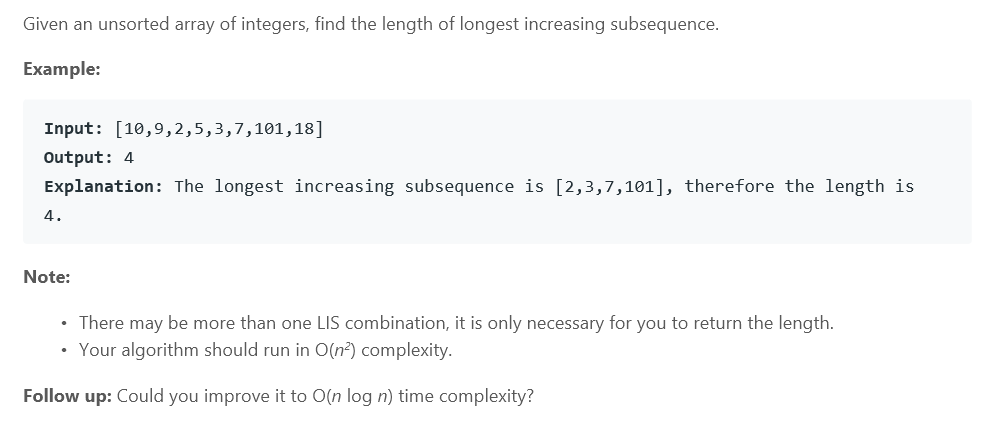 Given an unsorted array of integers, find the length of longest increasing subsequence.
Example:
Input: [10,9,2,5,3,7,101,18]
Output: 4
Explanation: The longest increasing subsequence is [2,3,7,101], therefore the length is
4.
Note:
• There may be more than one LIS combination, it is only necessary for you to return the length.
• Your algorithm should run in O(n²) complexity.
Follow up: Could you improve it to O(n log n) time complexity?